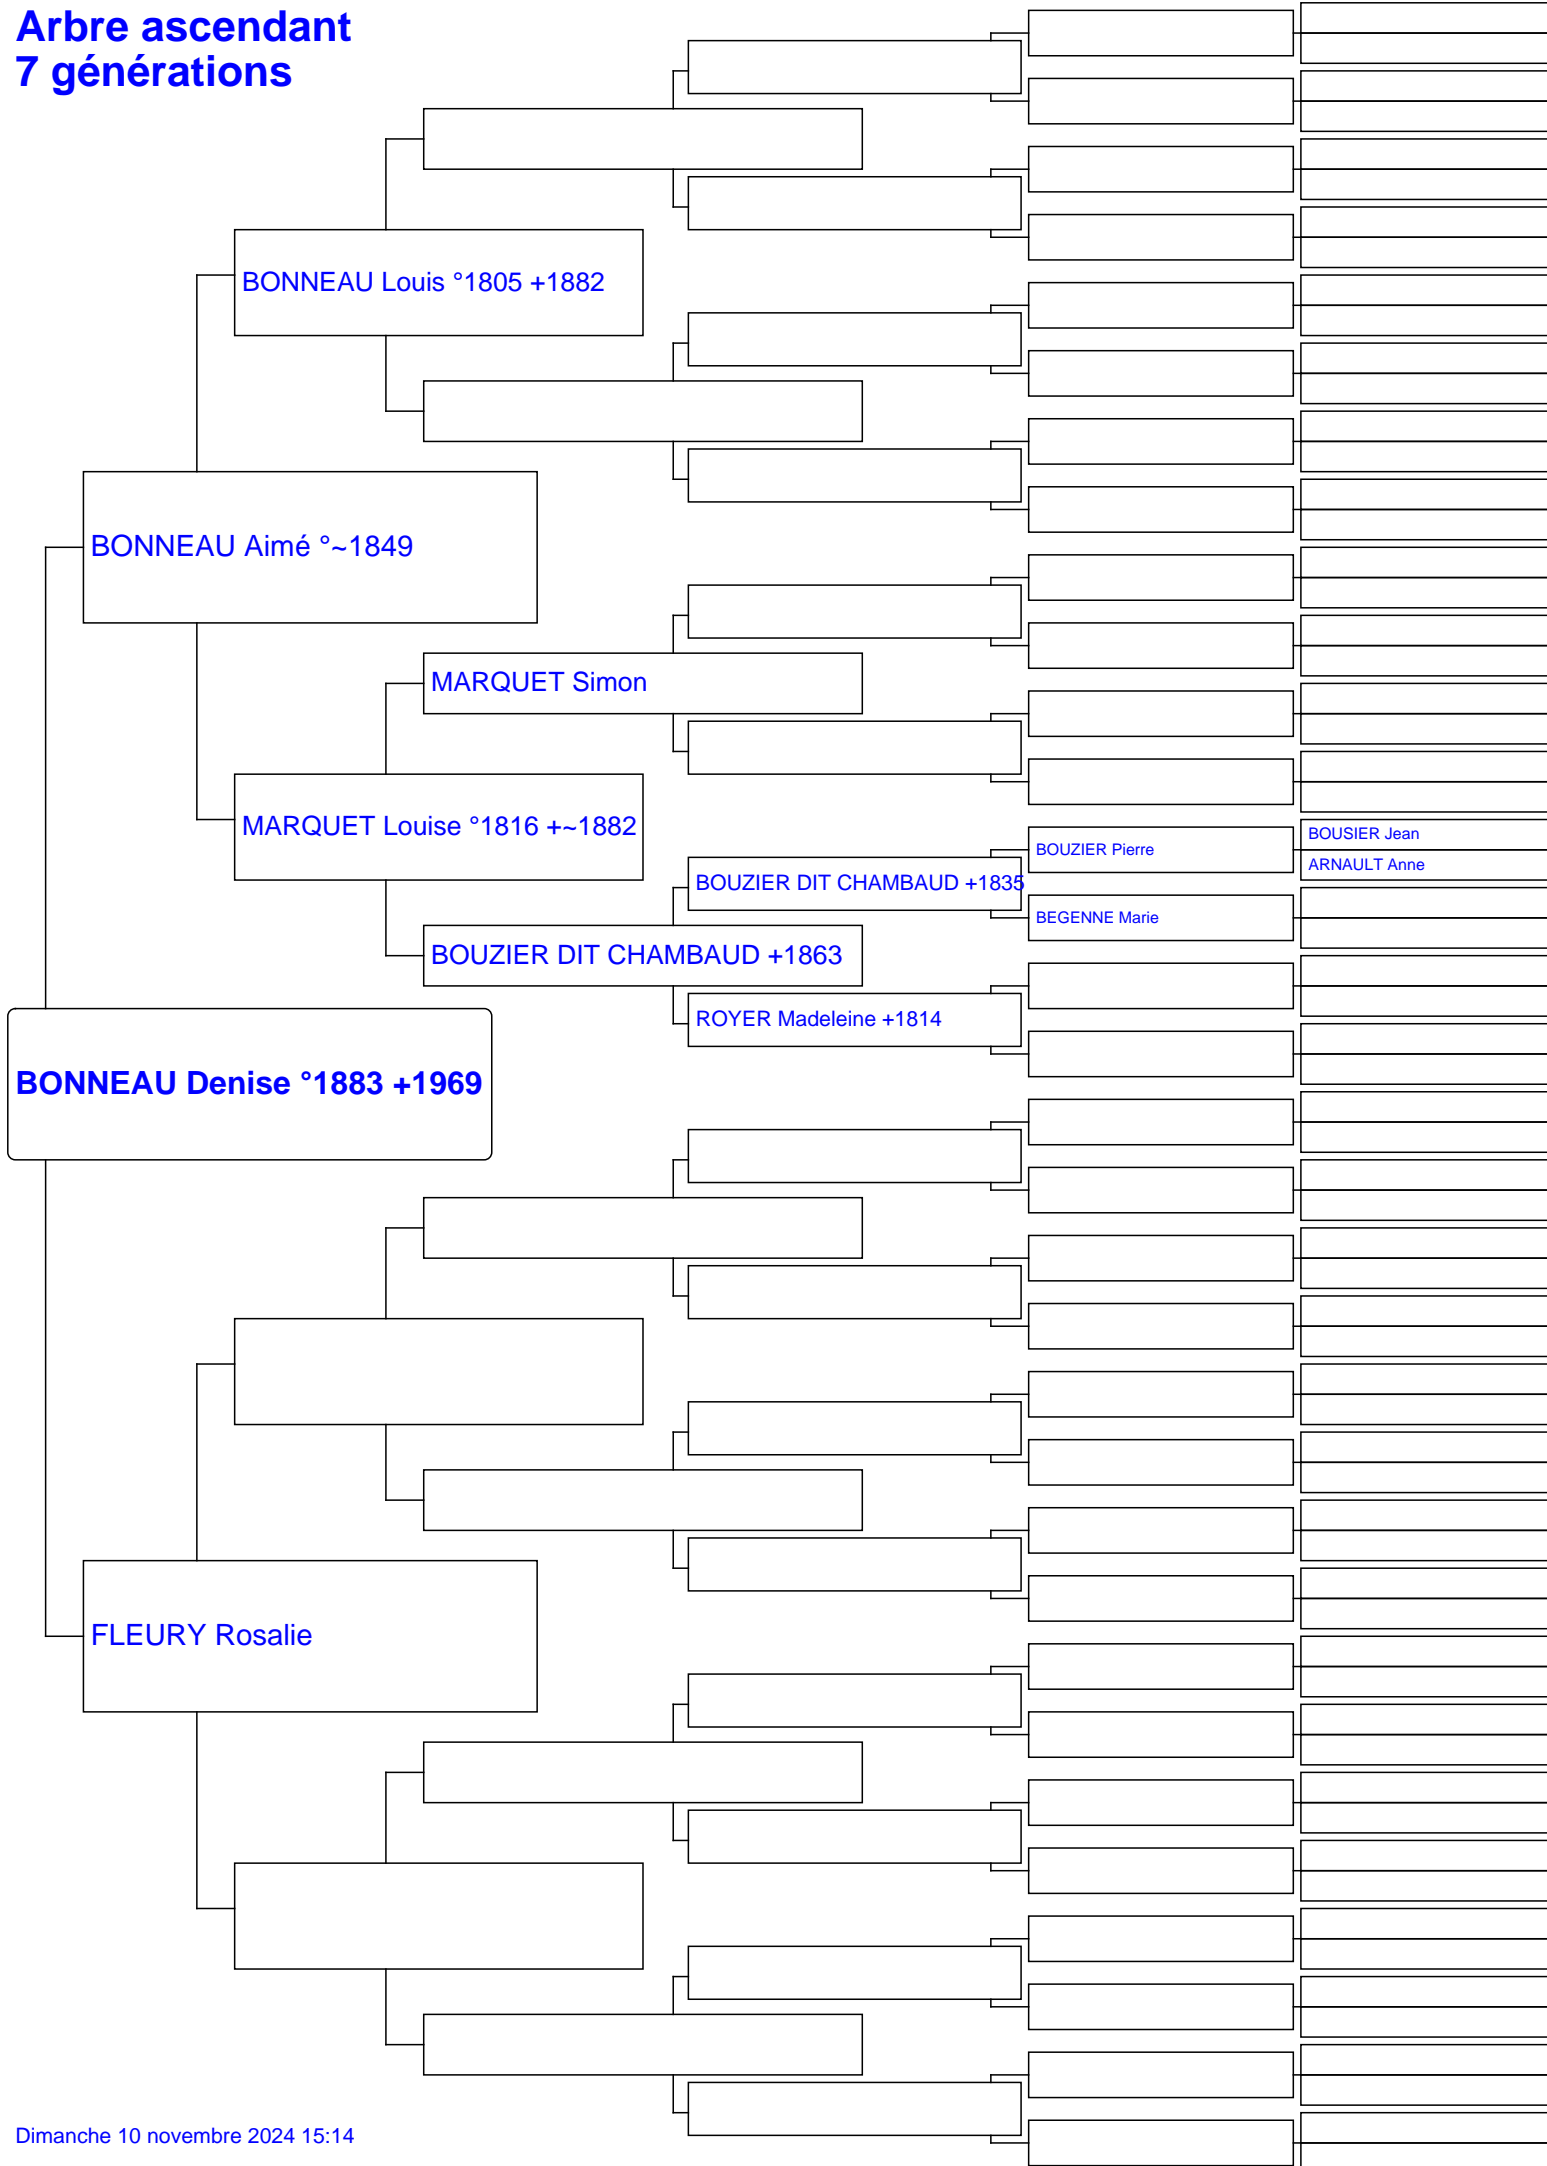 Arbre ascendant
7 générations
BONNEAU Louis °1805 +1882
BONNEAU Aimé °~1849
MARQUET Simon
MARQUET Louise °1816 +~1882
BOUZIER Pierre
BOUSIER Jean
ARNAULT Anne
BOUZIER DIT CHAMBAUD +1835
BEGENNE Marie
BOUZIER DIT CHAMBAUD +1863
ROYER Madeleine +1814
BONNEAU Denise °1883 +1969
FLEURY Rosalie
Dimanche 10 novembre 2024 15:14